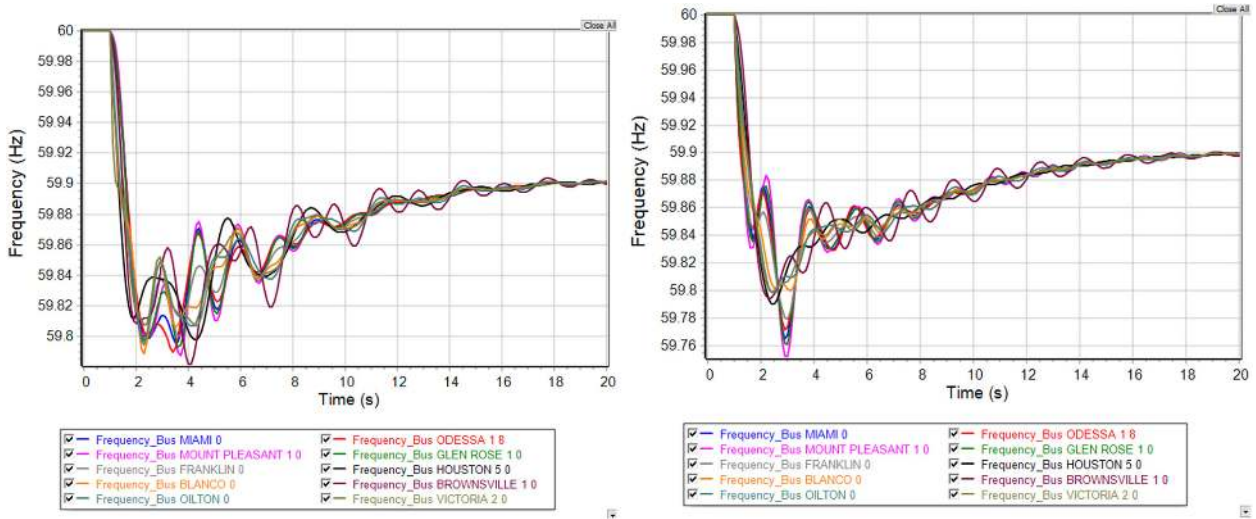 Close All
60
59.98
59.96
59.94
59.92
59.9
59.88
59.86
59.84
59.82
59.8
Frequency (Hz)
0 2 4 6 8 10 12 14 16 18 20
Time (s)
Frequency_Bus MIAMI 0 Frequency_Bus ODESSA 1 8
Frequency_Bus MOUNT PLEASANT 1 0 Frequency_Bus GLEN ROSE 1 0
Frequency_Bus FRANKLIN 0 Frequency_Bus HOUSTON 5 0
Frequency_Bus BLANCO 0 Frequency_Bus BROWNSVILLE 1 0
Frequency_Bus OILTON 0 Frequency_Bus VICTORIA 2 0
Close All
60
59.98
59.96
59.94
59.92
59.9
59.88
59.86
59.84
59.82
59.8
59.78
59.76
Frequency (Hz)
0 2 4 6 8 10 12 14 16 18 20
Time (s)
Frequency_Bus MIAMI 0 Frequency_Bus ODESSA 1 8
Frequency_Bus MOUNT PLEASANT 1 0 Frequency_Bus GLEN ROSE 1 0
Frequency_Bus FRANKLIN 0 Frequency_Bus HOUSTON 5 0
Frequency_Bus BLANCO 0 Frequency_Bus BROWNSVILLE 1 0
Frequency_Bus OILTON 0 Frequency_Bus VICTORIA 2 0